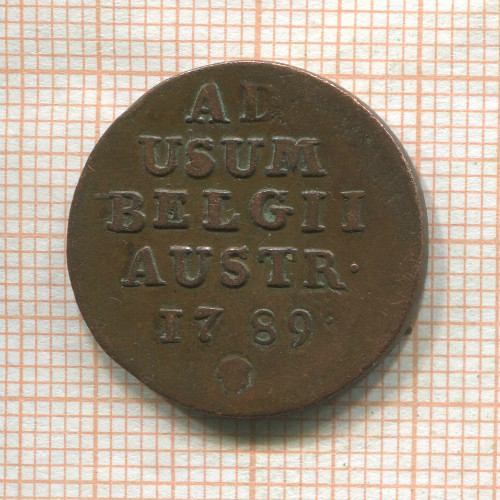 AD
USUM
BELGII
AUSTR·
1789·